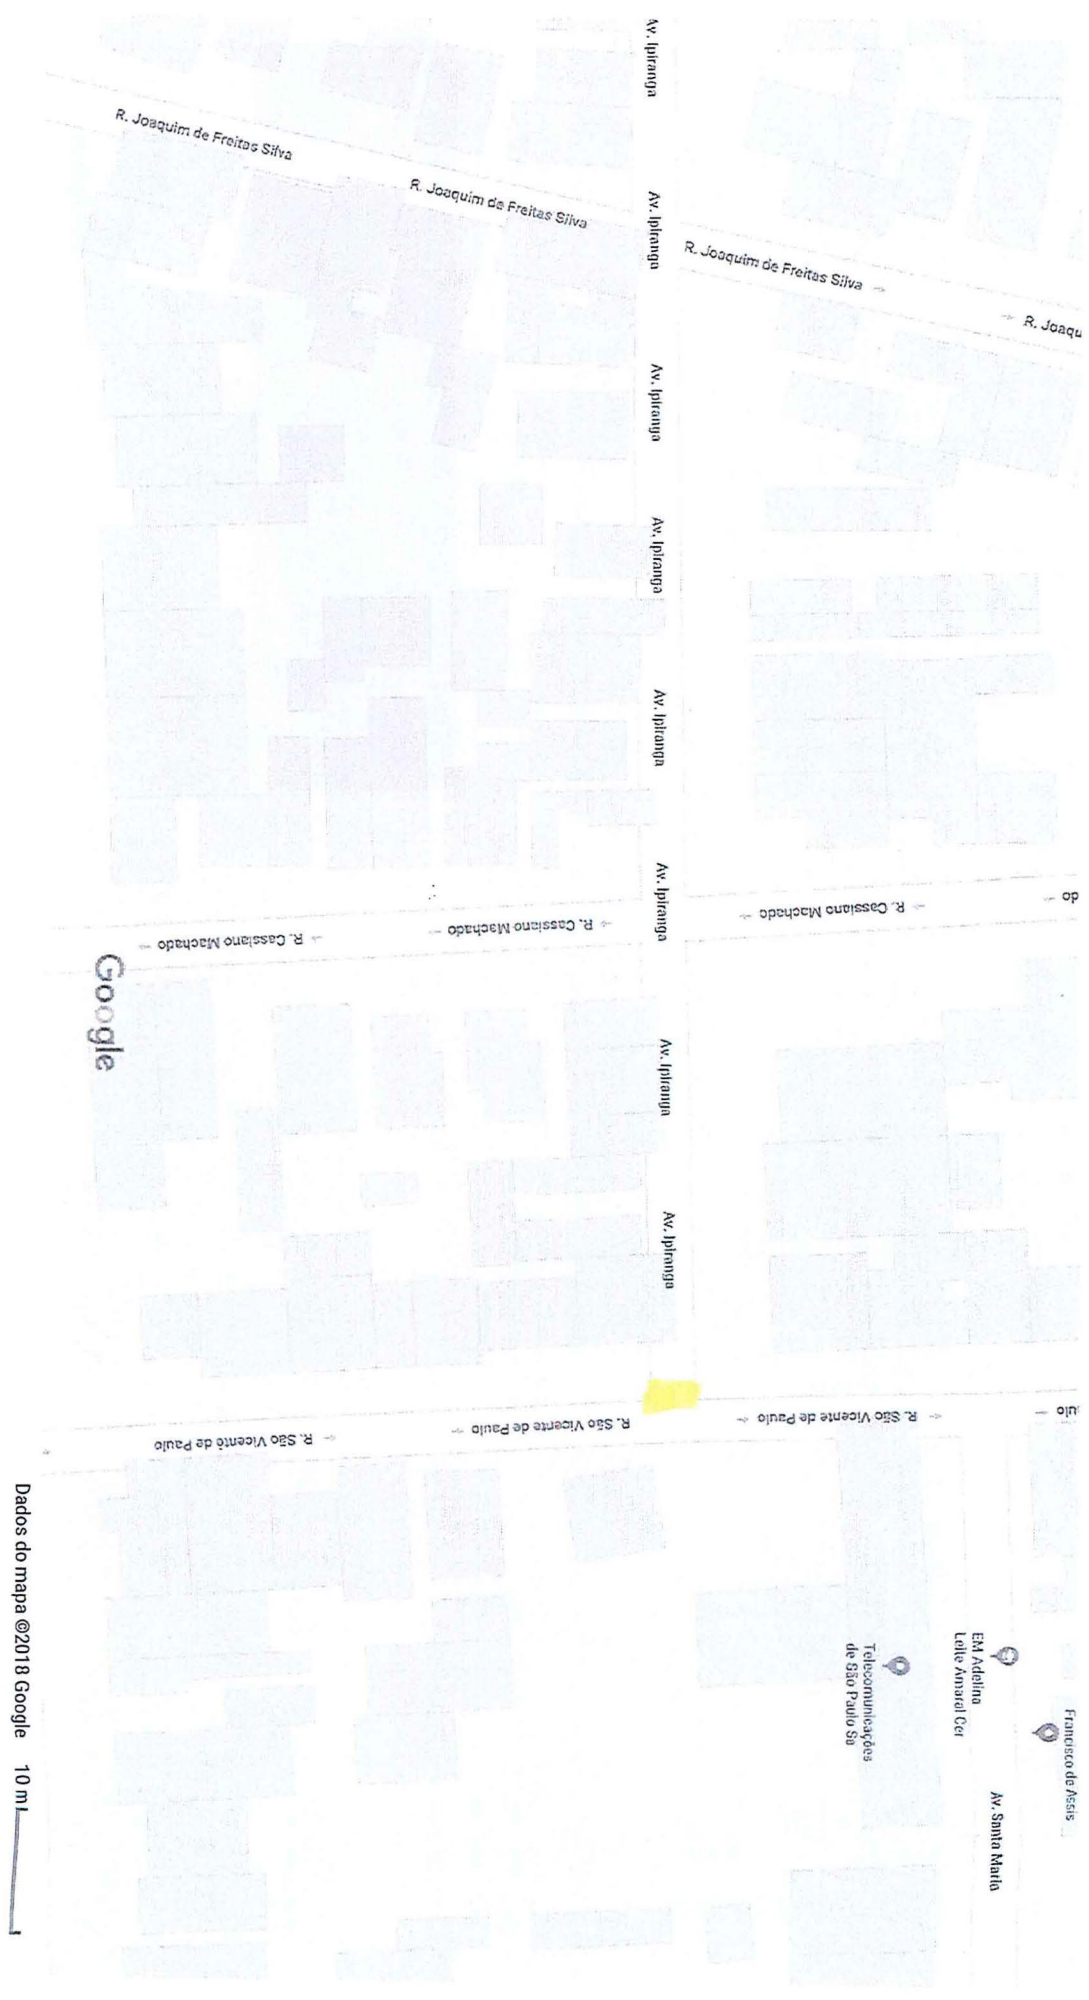 Av. Ipiranga
R. Joaquim de Freitas Silva
R. Joaquim de Freitas Silva
Av. Ipiranga
R. Joaquim de Freitas Silva →
→ R. Joaqu
Av. Ipiranga
Av. Ipiranga
Av. Ipiranga
Av. Ipiranga
← R. Cassiano Machado ←
← R. Cassiano Machado ←
← R. Cassiano Machado ←
do ←
Google
Av. Ipiranga
Av. Ipiranga
← R. São Vicente de Paulo
R. São Vicente de Paulo ←
← R. São Vicente de Paulo ←
ulo ←
EM Adelina
Leite Amaral Cer
Telecomunicações
de São Paulo Sa
Francisco de Assis
Av. Santa Maria
Dados do mapa ©2018 Google 10 m